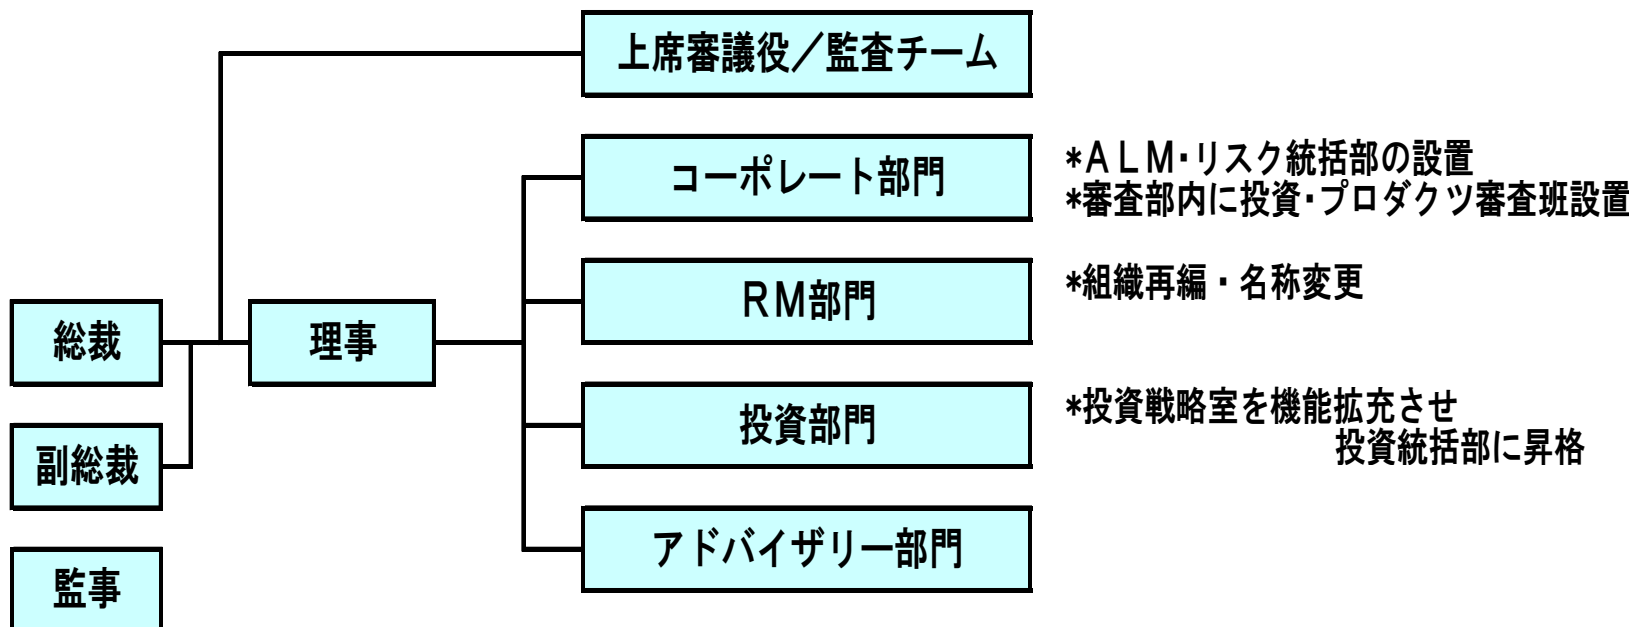 上席審議役／監査チーム
コーポレート部門
*ＡＬＭ・リスク統括部の設置
*審査部内に投資・プロダクツ審査班設置
ＲＭ部門
*組織再編・名称変更
総裁
理事
投資部門
*投資戦略室を機能拡充させ
投資統括部に昇格
副総裁
アドバイザリー部門
監事